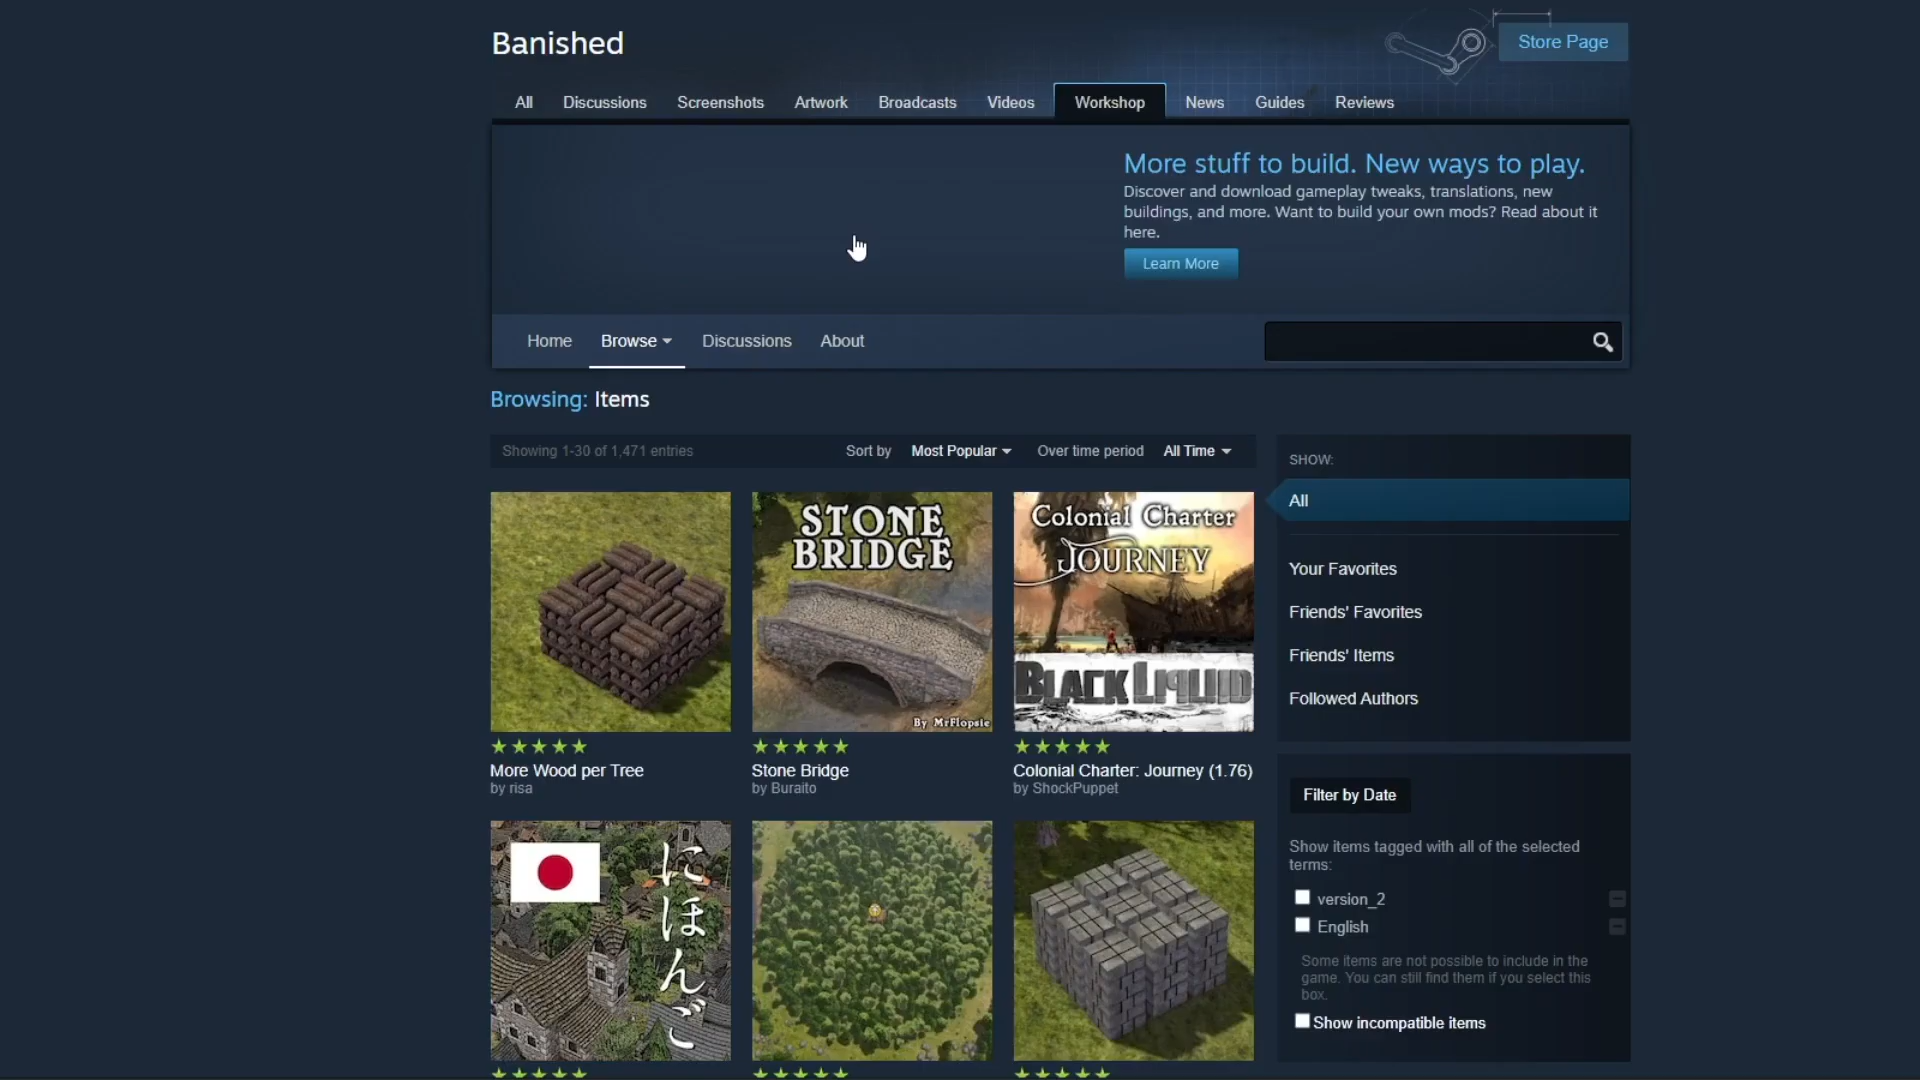 Banished
Store Page
All Discussions Screenshots Artwork Broadcasts Videos Workshop News Guides Reviews
More stuff to build. New ways to play.
Discover and download gameplay tweaks, translations, new
buildings, and more. Want to build your own mods? Read about it
here.
Learn More
Home Browse Discussions About
Browsing: Items
Showing 1-30 of 1,471 entries
Sort by Most Popular Over time period All Time
STONE
BRIDGE
By MrFlopsie
Colonial Charter
JOURNEY
BLACK LIQUID
More Wood per Tree
by risa
Stone Bridge
by Buraito
Colonial Charter: Journey (1.76)
by ShockPuppet
にほんご
SHOW:
All
Your Favorites
Friends' Favorites
Friends' Items
Followed Authors
Filter by Date
Show items tagged with all of the selected
terms:
version_2
English
Some items are not possible to include in the
game. You can still find them if you select this
box.
Show incompatible items